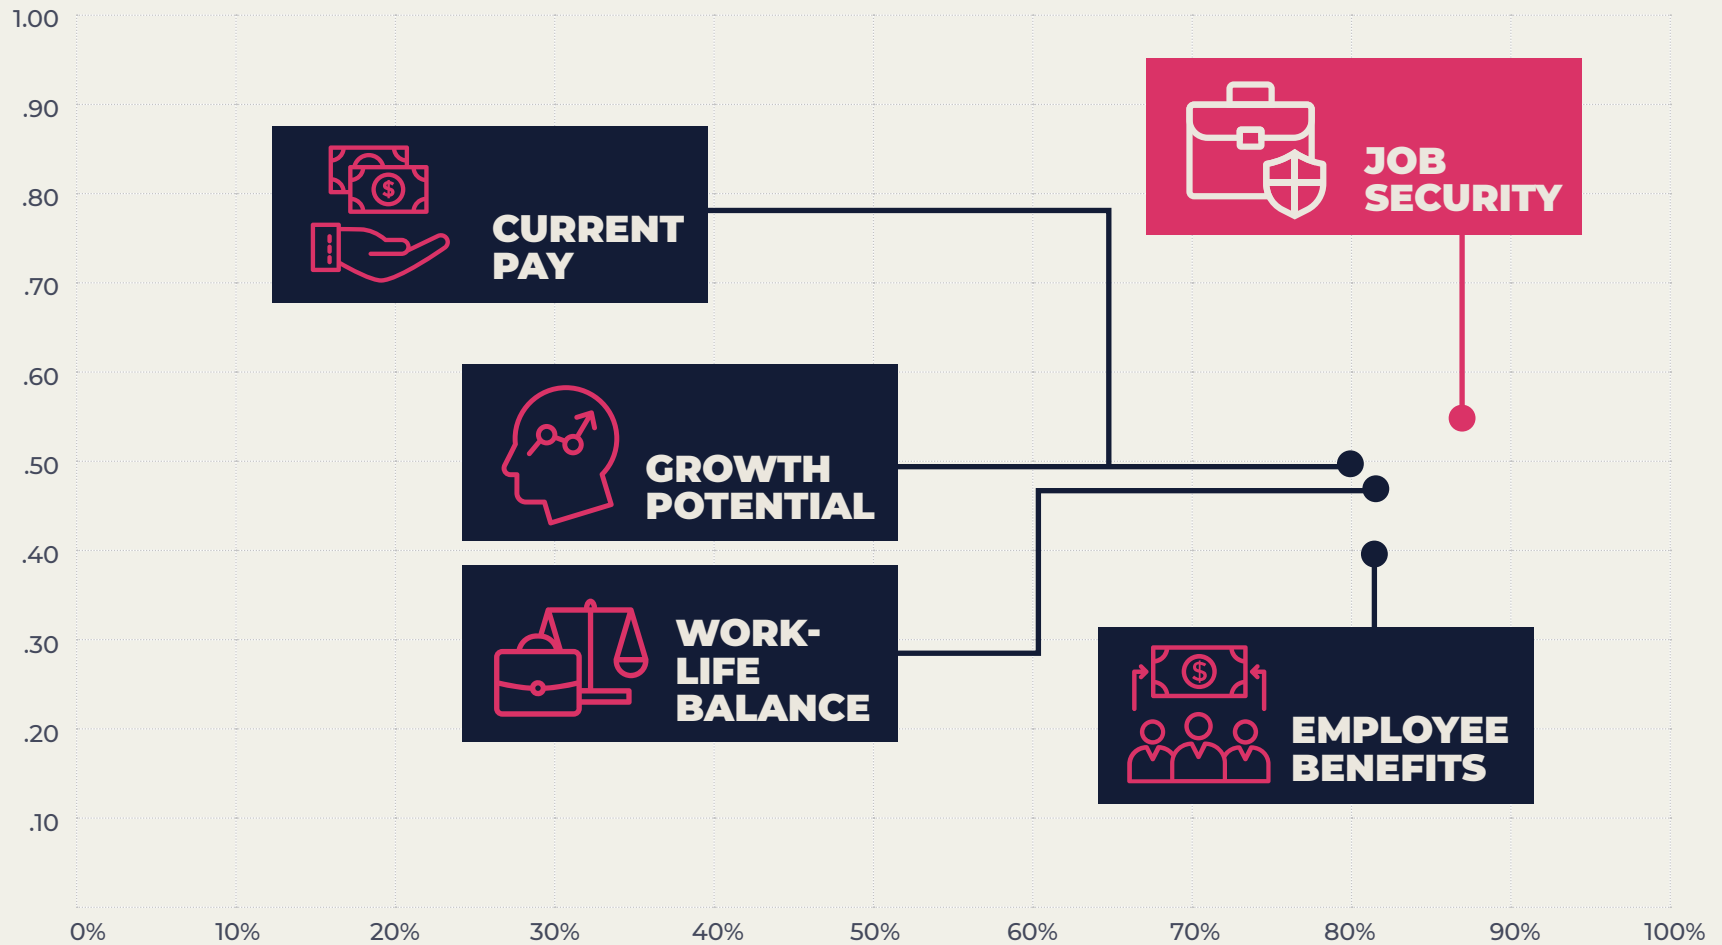 1.00
.90
.80
.70
.60
.50
.40
.30
.20
.10
CURRENT
PAY
JOB
SECURITY
GROWTH
POTENTIAL
WORK-
LIFE
BALANCE
EMPLOYEE
BENEFITS
$
$
0%
10%
20%
30%
40%
50%
60%
70%
80%
90%
100%